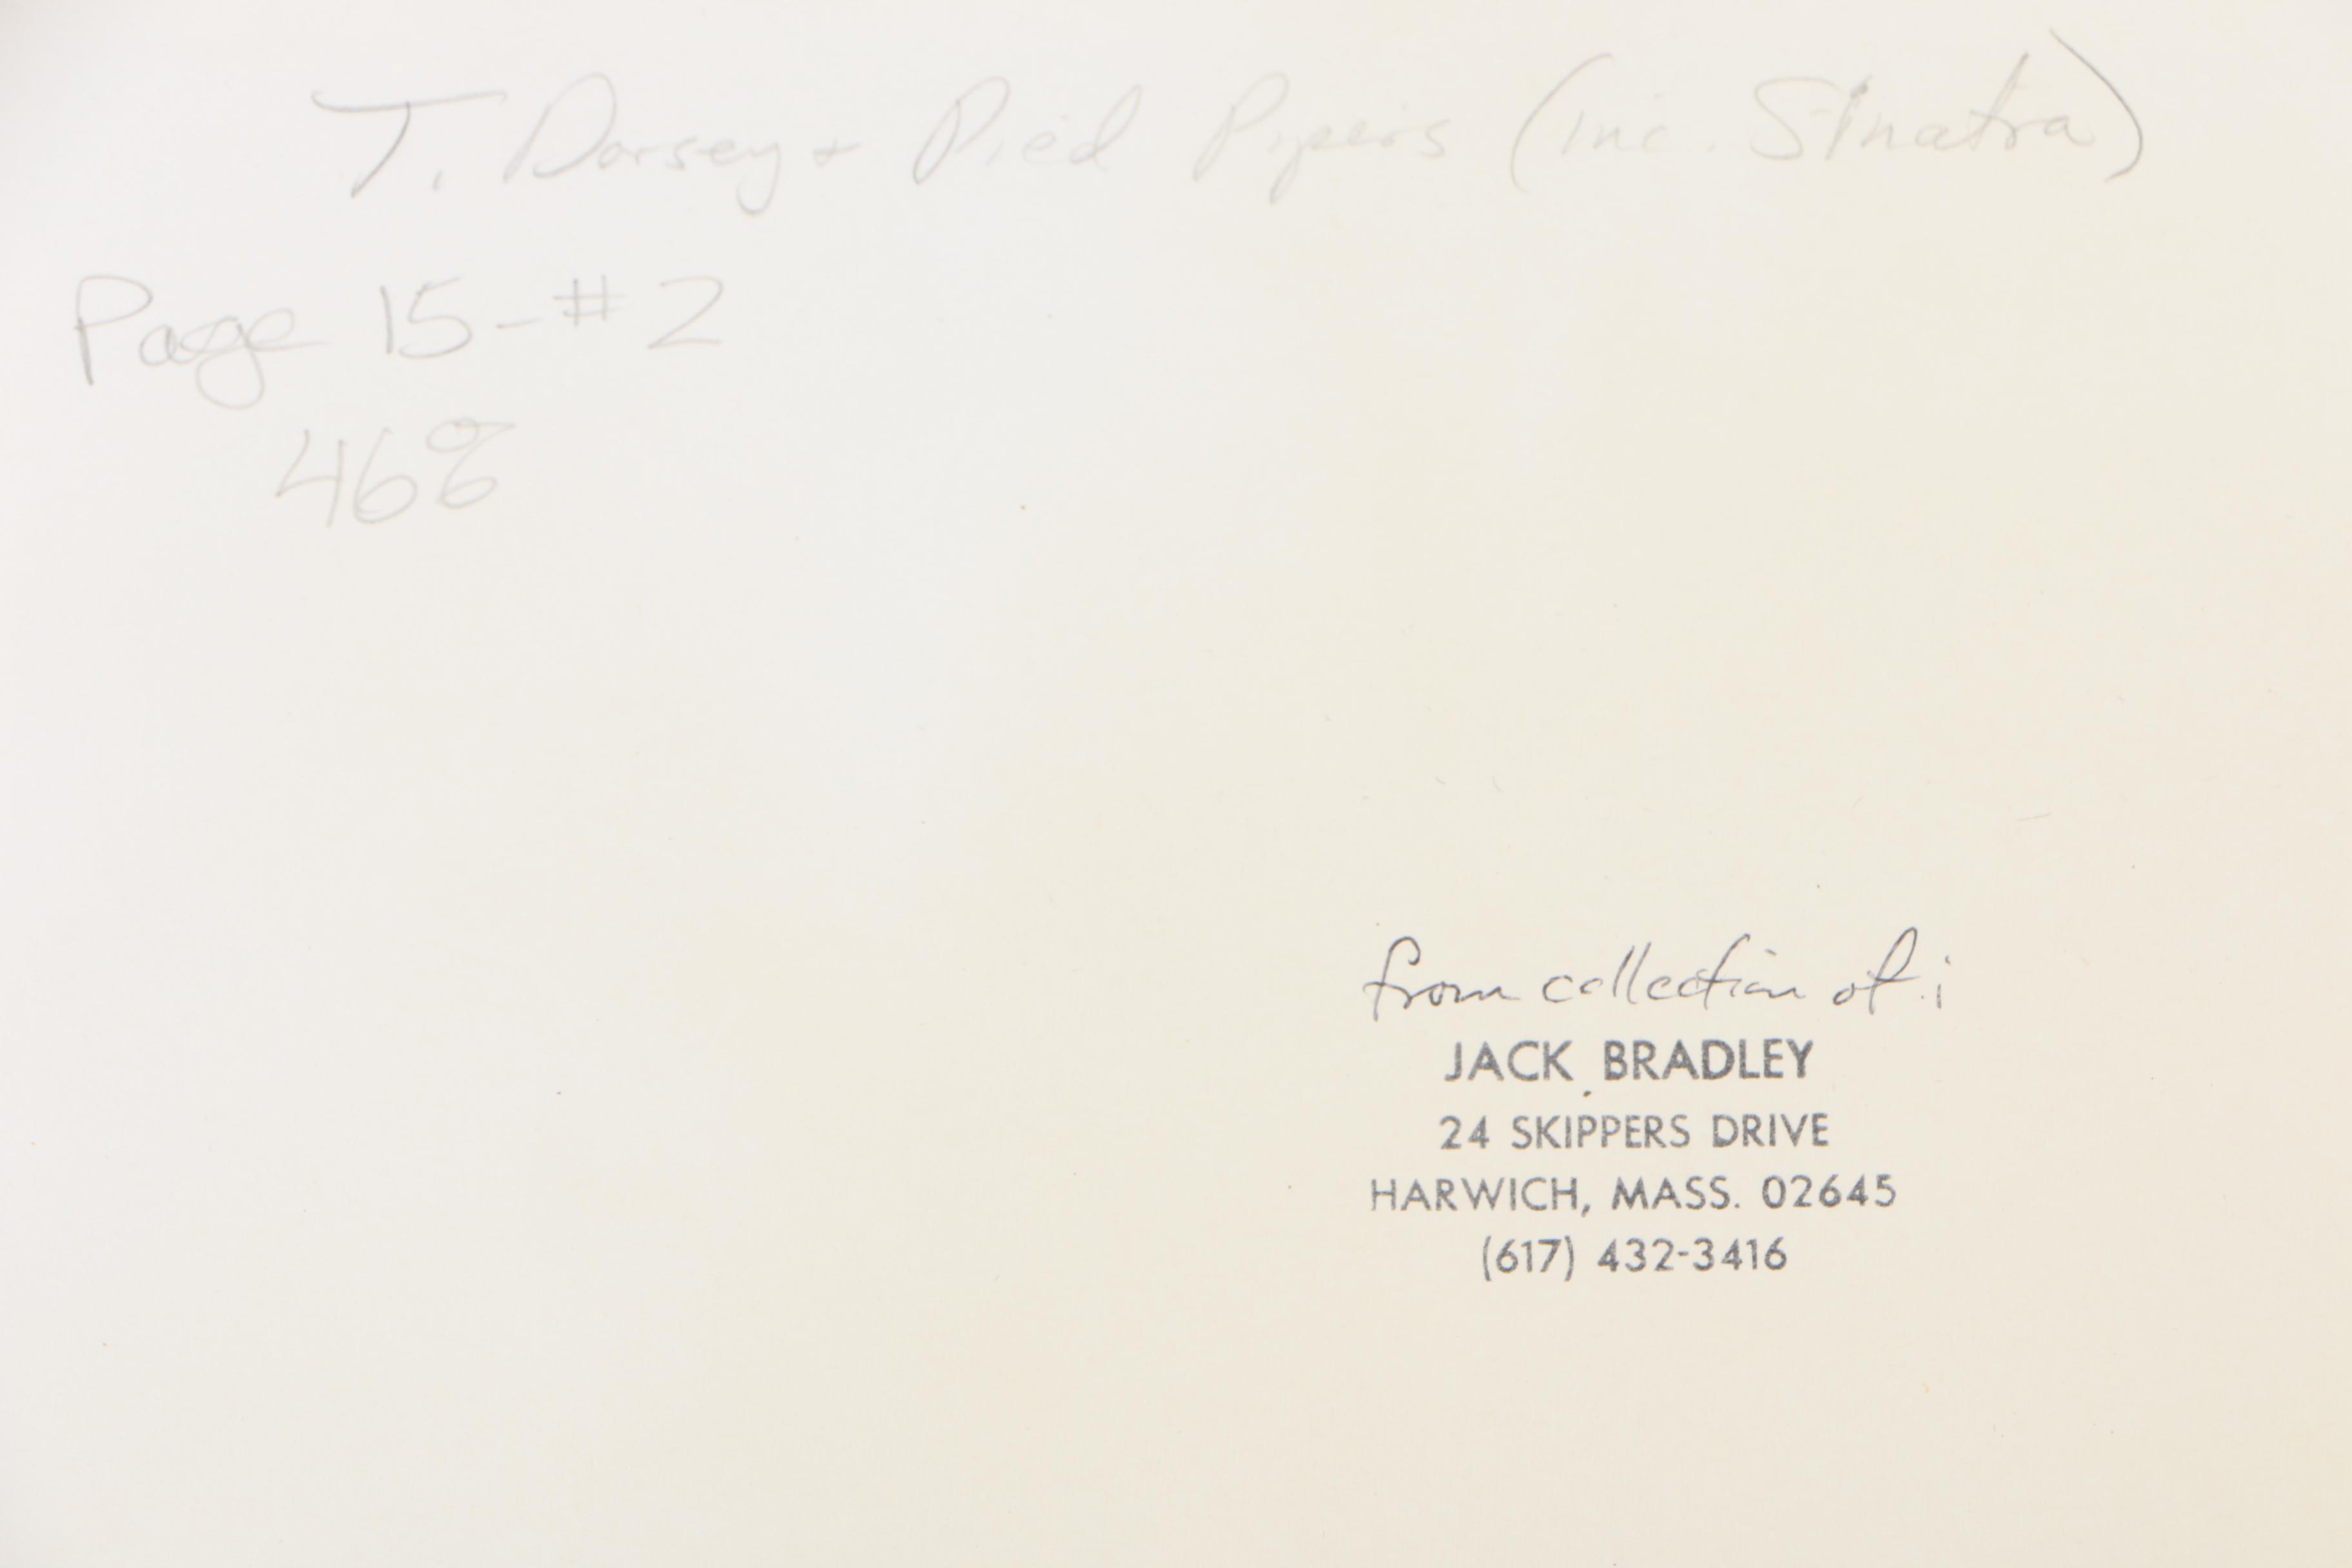 T. Dorsey + Pied Pipers (inc. Sinatra)
Page 15-#2
468
from collection of:
JACK BRADLEY
24 SKIPPERS DRIVE
HARWICH, MASS. 02645
(617) 432-3416